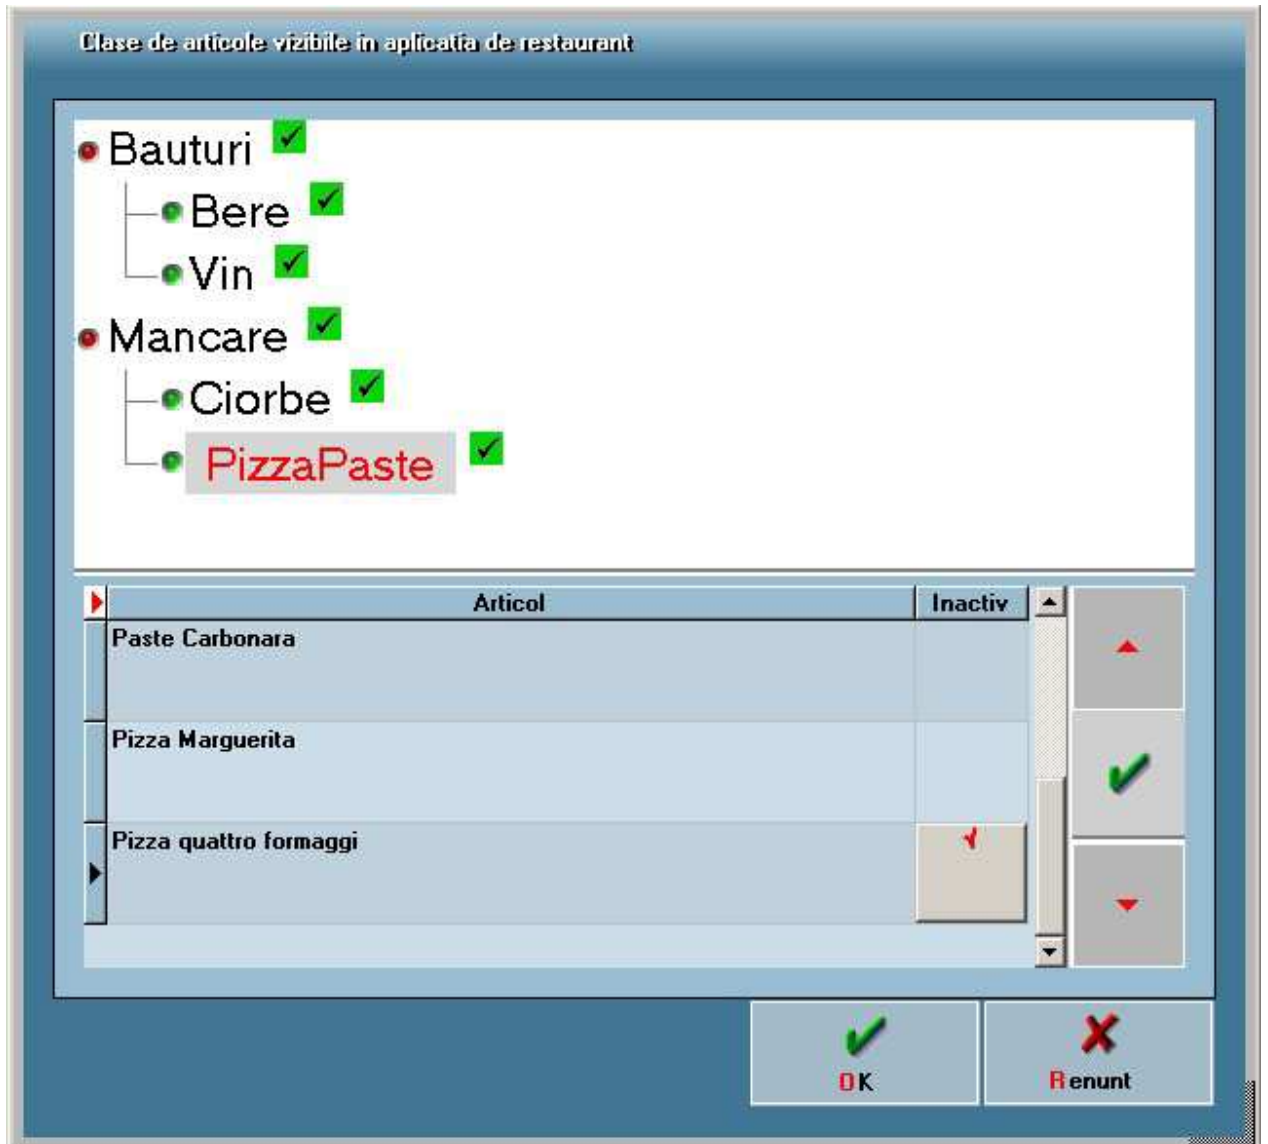 Clase de articole vizibile in aplicatia de restaurant
Bauturi
Bere
Vin
Mancare
Ciorbe
PizzaPaste
Articol Inactiv
Paste Carbonara
Pizza Marguerita
Pizza quattro formaggi
OK Renunt